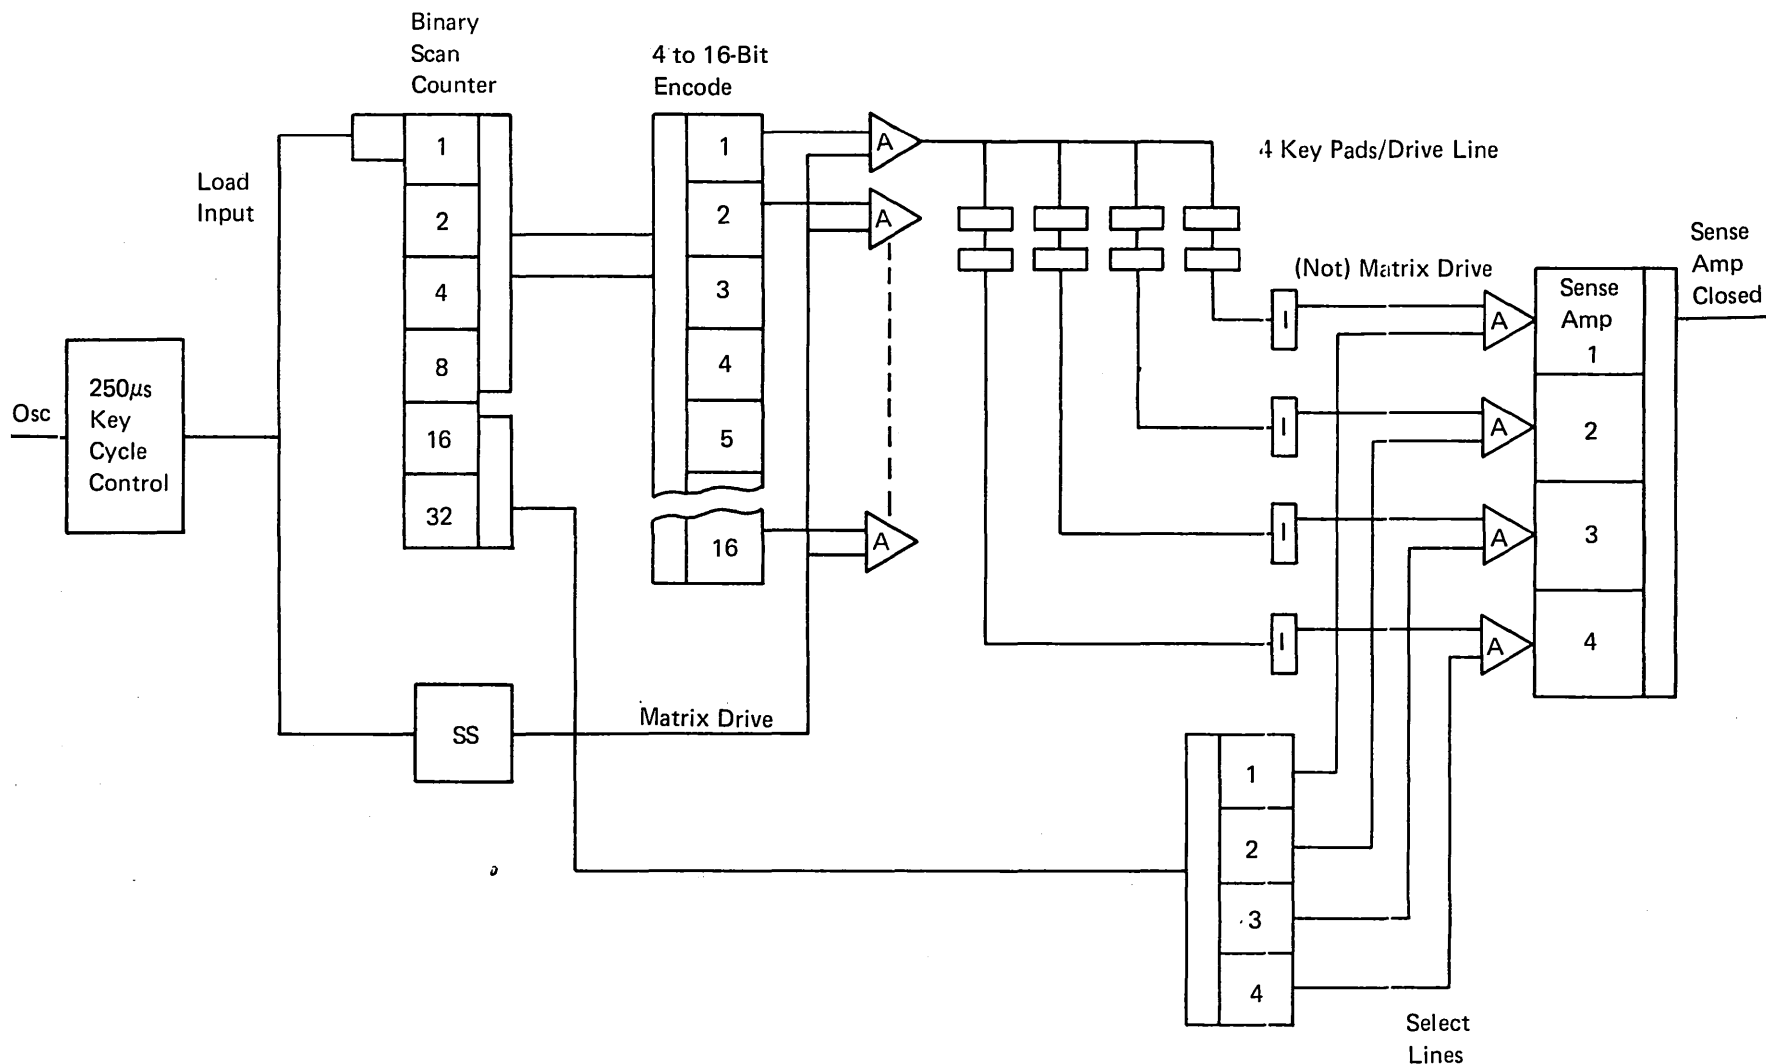 Binary
Scan
Counter
4 to 16-Bit
Encode
Load
Input
1
2
4
8
16
32
1
2
3
4
5
16
A
A
A
4 Key Pads/Drive Line
(Not) Matrix Drive
Sense
Amp
Closed
Osc
250μs
Key
Cycle
Control
SS
Matrix Drive
I
I
I
I
A
A
A
A
Sense
Amp
1
2
3
4
1
2
3
4
Select
Lines